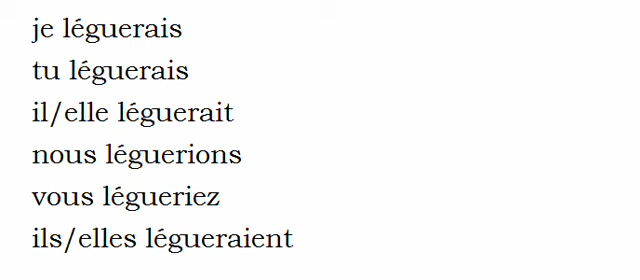 je léguerais
tu léguerais
il/elle léguerait
nous léguerions
vous légueriez
ils/elles légueraient